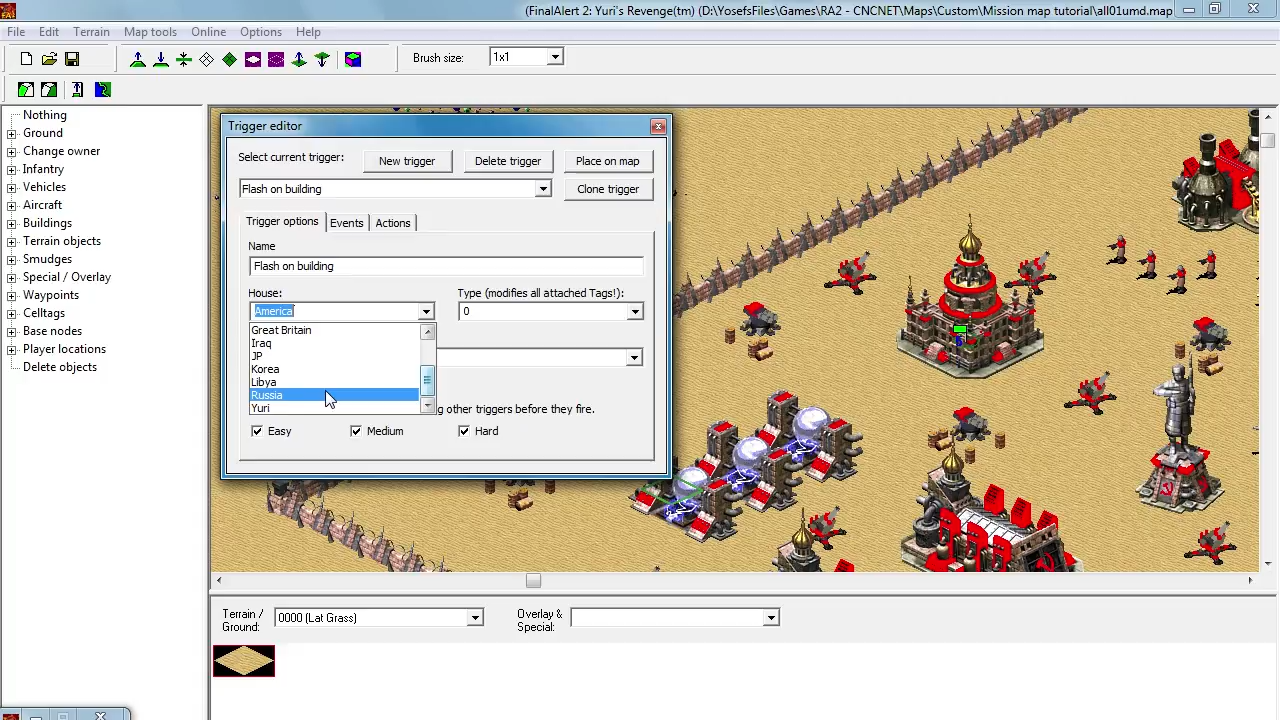 (FinalAlert 2: Yuri's Revenge(tm) (D:\YosefsFiles\Games\RA2 - CNCNET\Maps\Custom\Mission map tutorial\all01umd.map
File Edit Terrain Map tools Online Options Help
Brush size: 1x1
Nothing
Ground
Change owner
Infantry
Vehicles
Aircraft
Buildings
Terrain objects
Smudges
Special / Overlay
Waypoints
Celltags
Base nodes
Player locations
Delete objects
Trigger editor
Select current trigger: New trigger Delete trigger Place on map
Flash on building Clone trigger
Trigger options Events Actions
Name
Flash on building
House: Type (modifies all attached Tags!):
America 0
Great Britain
Iraq
JP
Korea
Libya
Russia
Yuri
g other triggers before they fire.
Easy Medium Hard
Terrain / Ground: 0000 (Lat Grass) Overlay & Special: